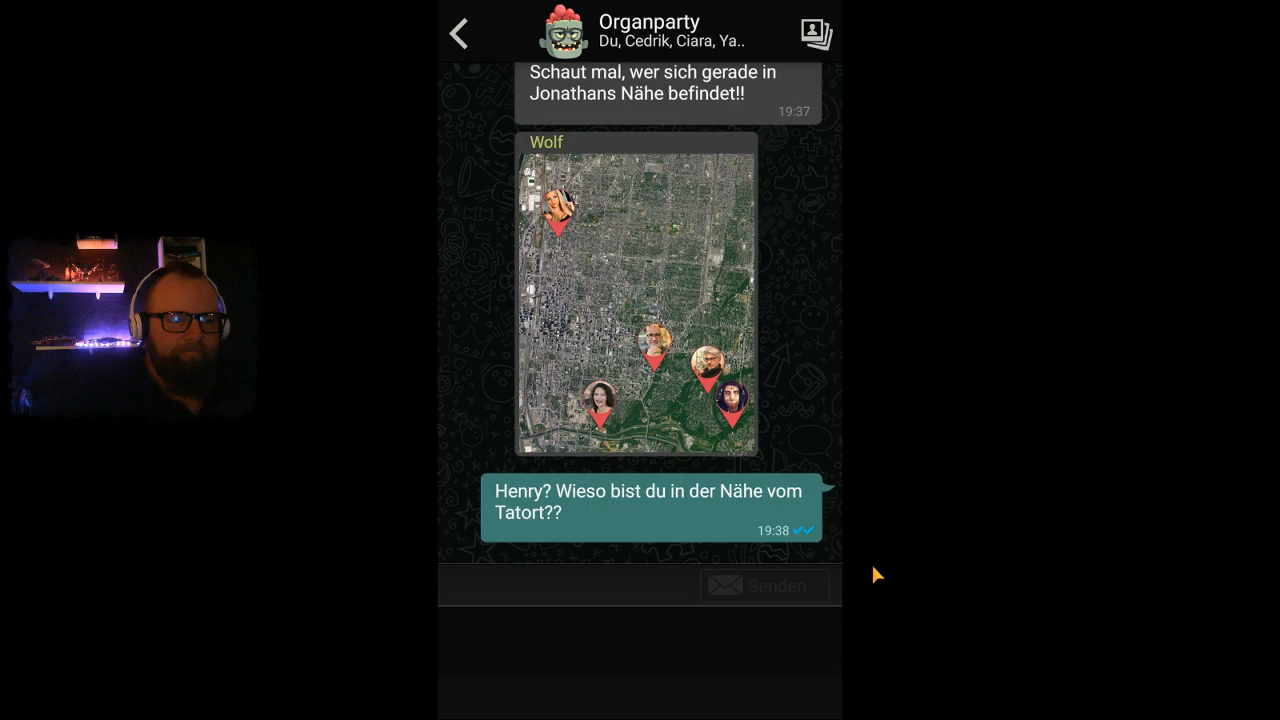 Organparty
Du, Cedrik, Ciara, Ya..
Schaut mal, wer sich gerade in
Jonathans Nähe befindet!!
19:37
Wolf
Henry? Wieso bist du in der Nähe vom
Tatort??
19:38
Senden